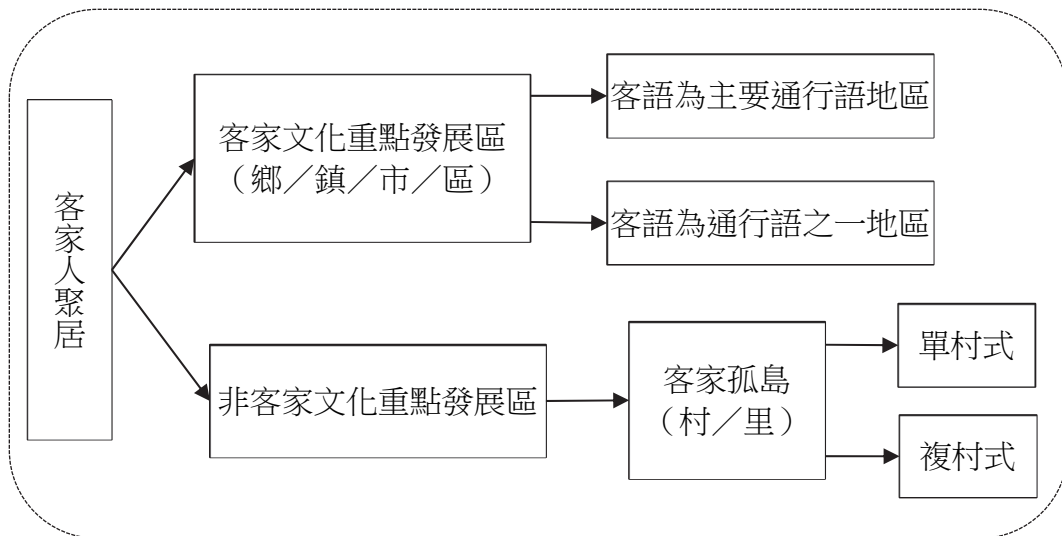 客家人聚居
客家文化重點發展區
（鄉／鎮／市／區）
客語為主要通行語地區
客語為通行語之一地區
非客家文化重點發展區
客家孤島
（村／里）
單村式
複村式